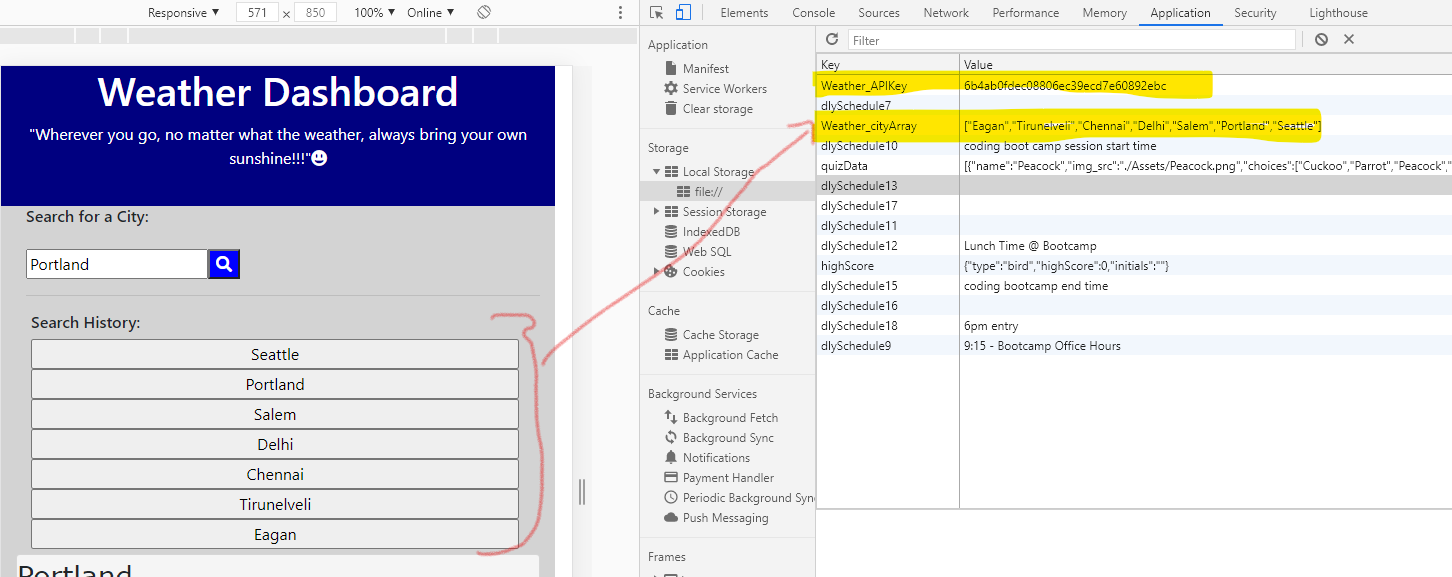 Responsive ▼ 571 × 850 100% ▼ Online ▼
Weather Dashboard
"Wherever you go, no matter what the weather, always bring your own
sunshine!!!"
Search for a City:
Portland
Search History:
Seattle
Portland
Salem
Delhi
Chennai
Tirunelveli
Eagan
Portland
Elements Console Sources Network Performance Memory Application Security Lighthouse
Application
Manifest
Service Workers
Clear storage
Storage
Local Storage
file://
Session Storage
IndexedDB
Web SQL
Cookies
Cache
Cache Storage
Application Cache
Background Services
Background Fetch
Background Sync
Notifications
Payment Handler
Periodic Background Syn
Push Messaging
Frames
Filter
Key Value
Weather_APIKey 6b4ab0fdec08806ec39ecd7e60892ebc
dlySchedule7
Weather_cityArray ["Eagan","Tirunelveli","Chennai","Delhi","Salem","Portland","Seattle"]
dlySchedule10 coding boot camp session start time
quizData [{"name":"Peacock","img_src":"./Assets/Peacock.png","choices":["Cuckoo","Parrot","Peacock","
dlySchedule13
dlySchedule17
dlySchedule11
dlySchedule12 Lunch Time @ Bootcamp
highScore {"type":"bird","highScore":0,"initials":""}
dlySchedule15 coding bootcamp end time
dlySchedule16
dlySchedule18 6pm entry
dlySchedule9 9:15 - Bootcamp Office Hours